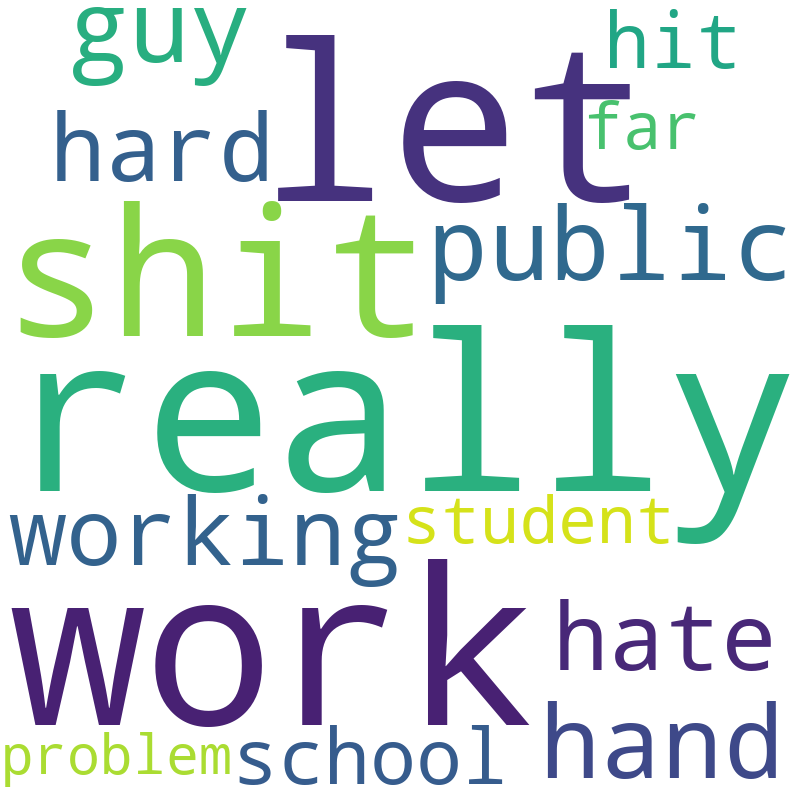 guy
hit
let
far
hard
shit
public
really
working
student
work
hate
hand
problem
school